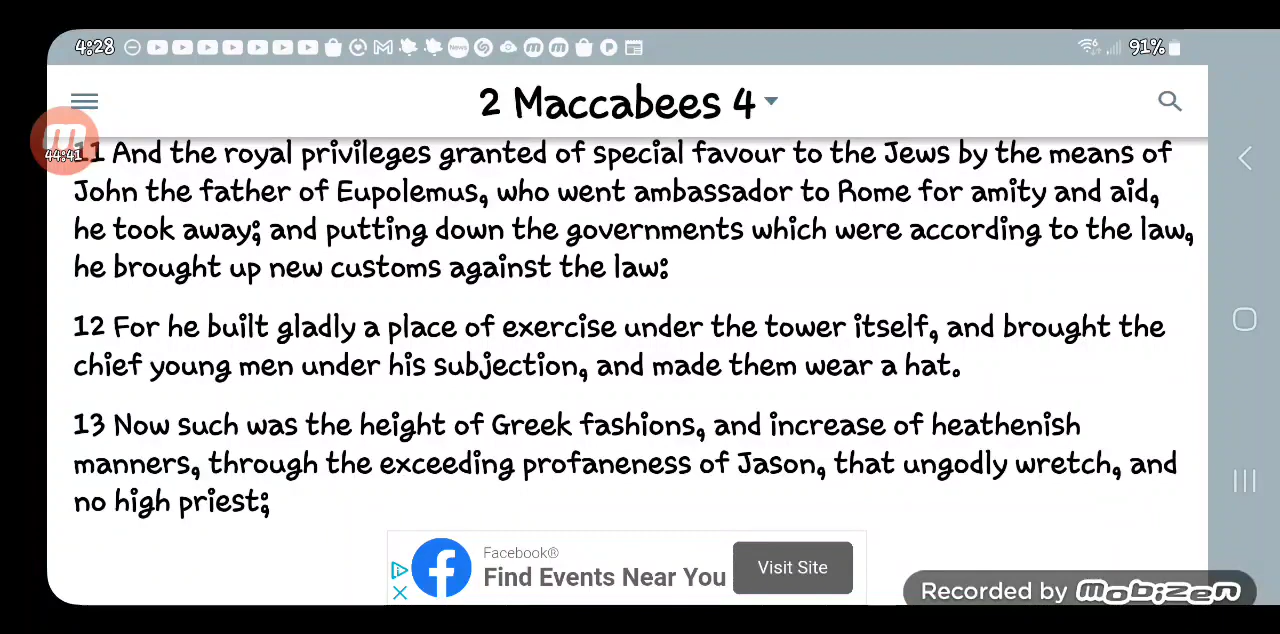 4:28
News
91%
2 Maccabees 4
44:41
11 And the royal privileges granted of special favour to the Jews by the means of
John the father of Eupolemus, who went ambassador to Rome for amity and aid,
he took away; and putting down the governments which were according to the law,
he brought up new customs against the law:
12 For he built gladly a place of exercise under the tower itself, and brought the
chief young men under his subjection, and made them wear a hat.
13 Now such was the height of Greek fashions, and increase of heathenish
manners, through the exceeding profaneness of Jason, that ungodly wretch, and
no high priest;
Facebook®
Find Events Near You
Visit Site
Recorded by mobizen